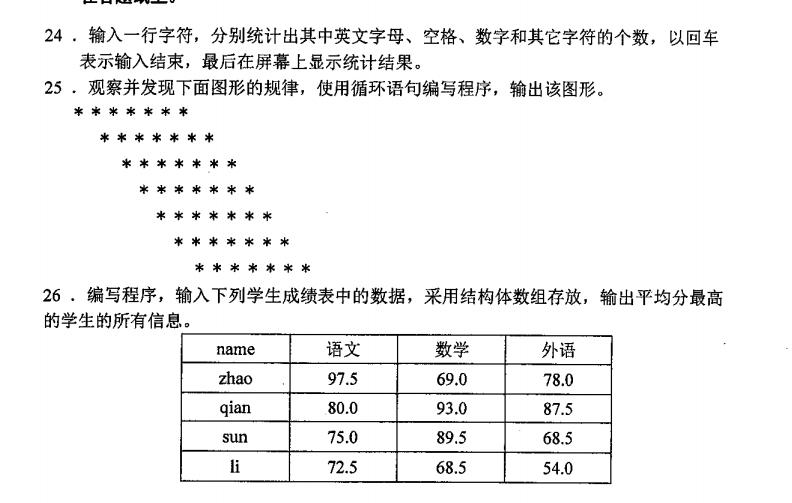 24．输入一行字符，分别统计出其中英文字母、空格、数字和其它字符的个数，以回车
表示输入结束，最后在屏幕上显示统计结果。
25．观察并发现下面图形的规律，使用循环语句编写程序，输出该图形。
* * * * * * *
* * * * * * *
* * * * * * *
* * * * * * *
* * * * * * *
* * * * * * *
* * * * * * *
26．编写程序，输入下列学生成绩表中的数据，采用结构体数组存放，输出平均分最高
的学生的所有信息。
name 语文 数学 外语
zhao 97.5 69.0 78.0
qian 80.0 93.0 87.5
sun 75.0 89.5 68.5
li 72.5 68.5 54.0